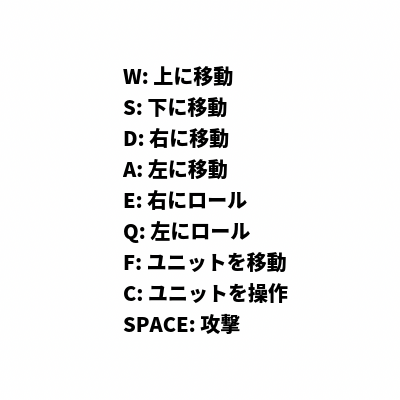 W: 上に移動
S: 下に移動
D: 右に移動
A: 左に移動
E: 右にロール
Q: 左にロール
F: ユニットを移動
C: ユニットを操作
SPACE: 攻撃